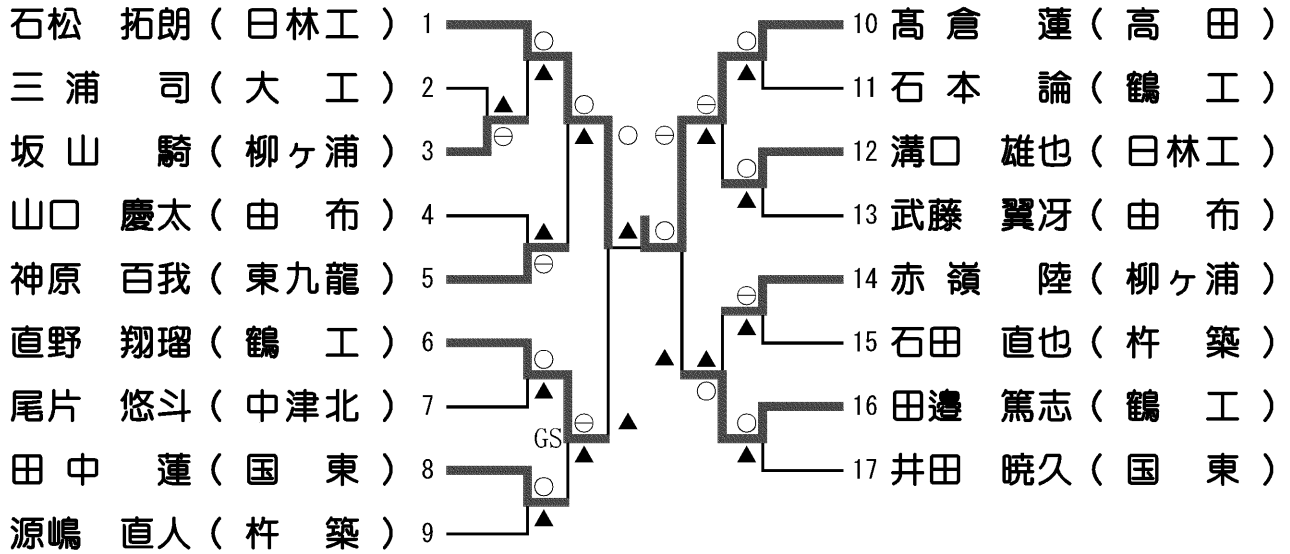 石松 拓朗 ( 日林工 ) 1
三浦 司 ( 大 工 ) 2
坂山 騎 ( 柳ヶ浦 ) 3
山口 慶太 ( 由 布 ) 4
神原 百我 ( 東九龍 ) 5
直野 翔瑠 ( 鶴 工 ) 6
尾片 悠斗 ( 中津北 ) 7
GS
田中 蓮 ( 国 東 ) 8
源嶋 直人 ( 杵 築 ) 9
10 髙倉 蓮 ( 高 田 )
11 石本 論 ( 鶴 工 )
12 溝口 雄也 ( 日林工 )
13 武藤 翼冴 ( 由 布 )
14 赤嶺 陸 ( 柳ヶ浦 )
15 石田 直也 ( 杵 築 )
16 田邉 篤志 ( 鶴 工 )
17 井田 暁久 ( 国 東 )